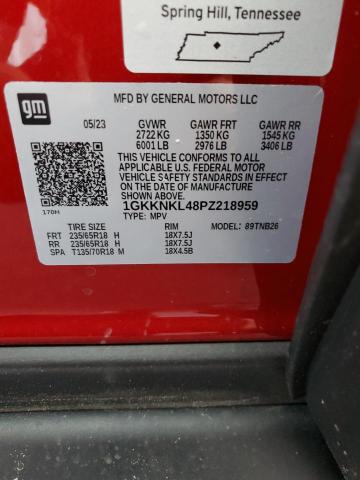 Spring Hill, Tennessee
gm
MFD BY GENERAL MOTORS LLC
05/23 GVWR GAWR FRT GAWR RR
2722 KG 1350 KG 1545 KG
6001 LB 2976 LB 3406 LB
THIS VEHICLE CONFORMS TO ALL
APPLICABLE U.S. FEDERAL MOTOR
VEHICLE SAFETY STANDARDS IN
EFFECT ON THE DATE OF
MANUFACTURE SHOWN ABOVE.
1GKKNKL48PZ218959
170H TYPE: MPV MODEL: 89TNB26
TIRE SIZE RIM
FRT 235/65R18 H 18X7.5J
RR 235/65R18 H 18X7.5J
SPA T135/70R18 M 18X4.5B